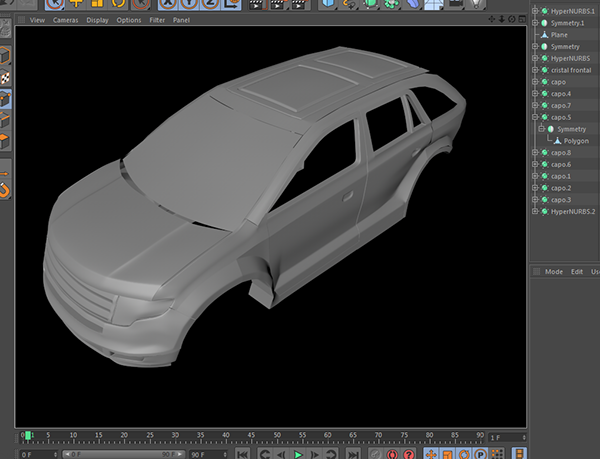 View Cameras Display Options Filter Panel
HyperNURBS.1
Symmetry.1
Plane
Symmetry
HyperNURBS
cristal frontal
capo
capo.4
capo.7
capo.5
Symmetry
Polygon
capo.8
capo.6
capo.1
capo.2
capo.3
HyperNURBS.2
Mode Edit Us
0 1 5 10 15 20 25 30 35 40 45 50 55 60 65 70 75 80 85 90 1 F
0 F 0 F 90 F 90 F